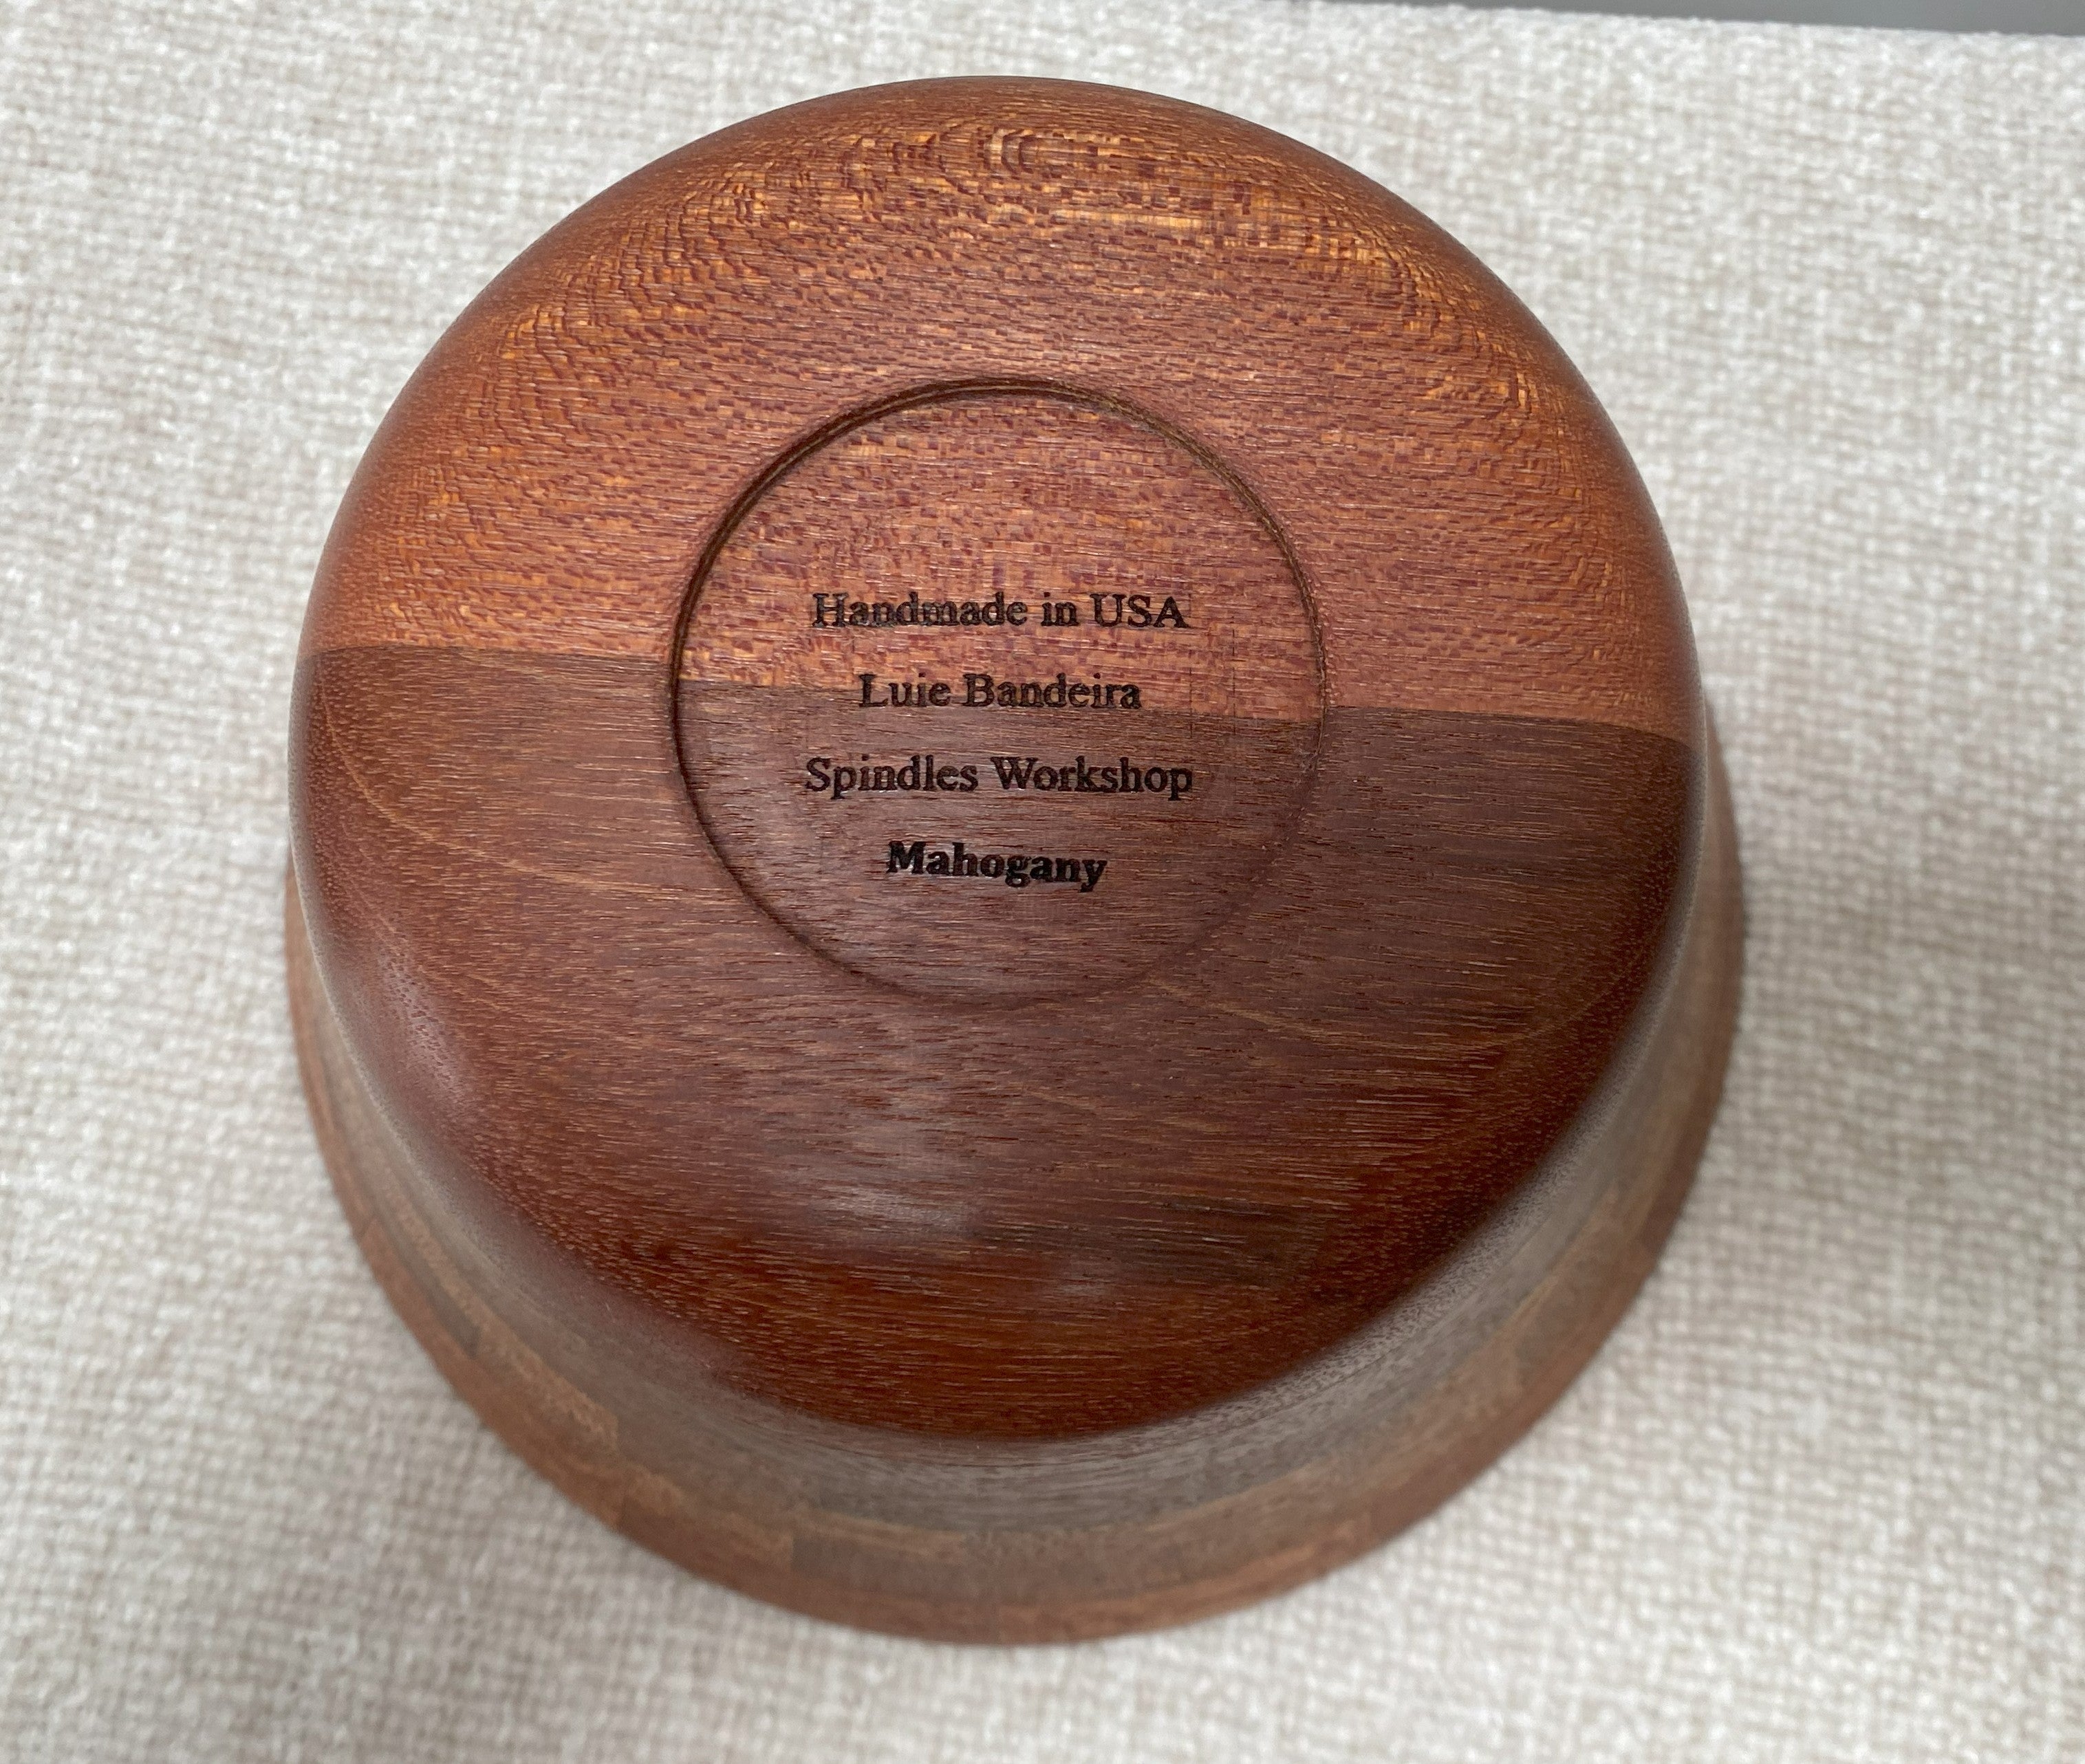 Handmade in USA
Luie Bandeira
Spindles Workshop
Mahogany